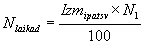 N_laikad = Izm_ipatsv × N_1 / 100